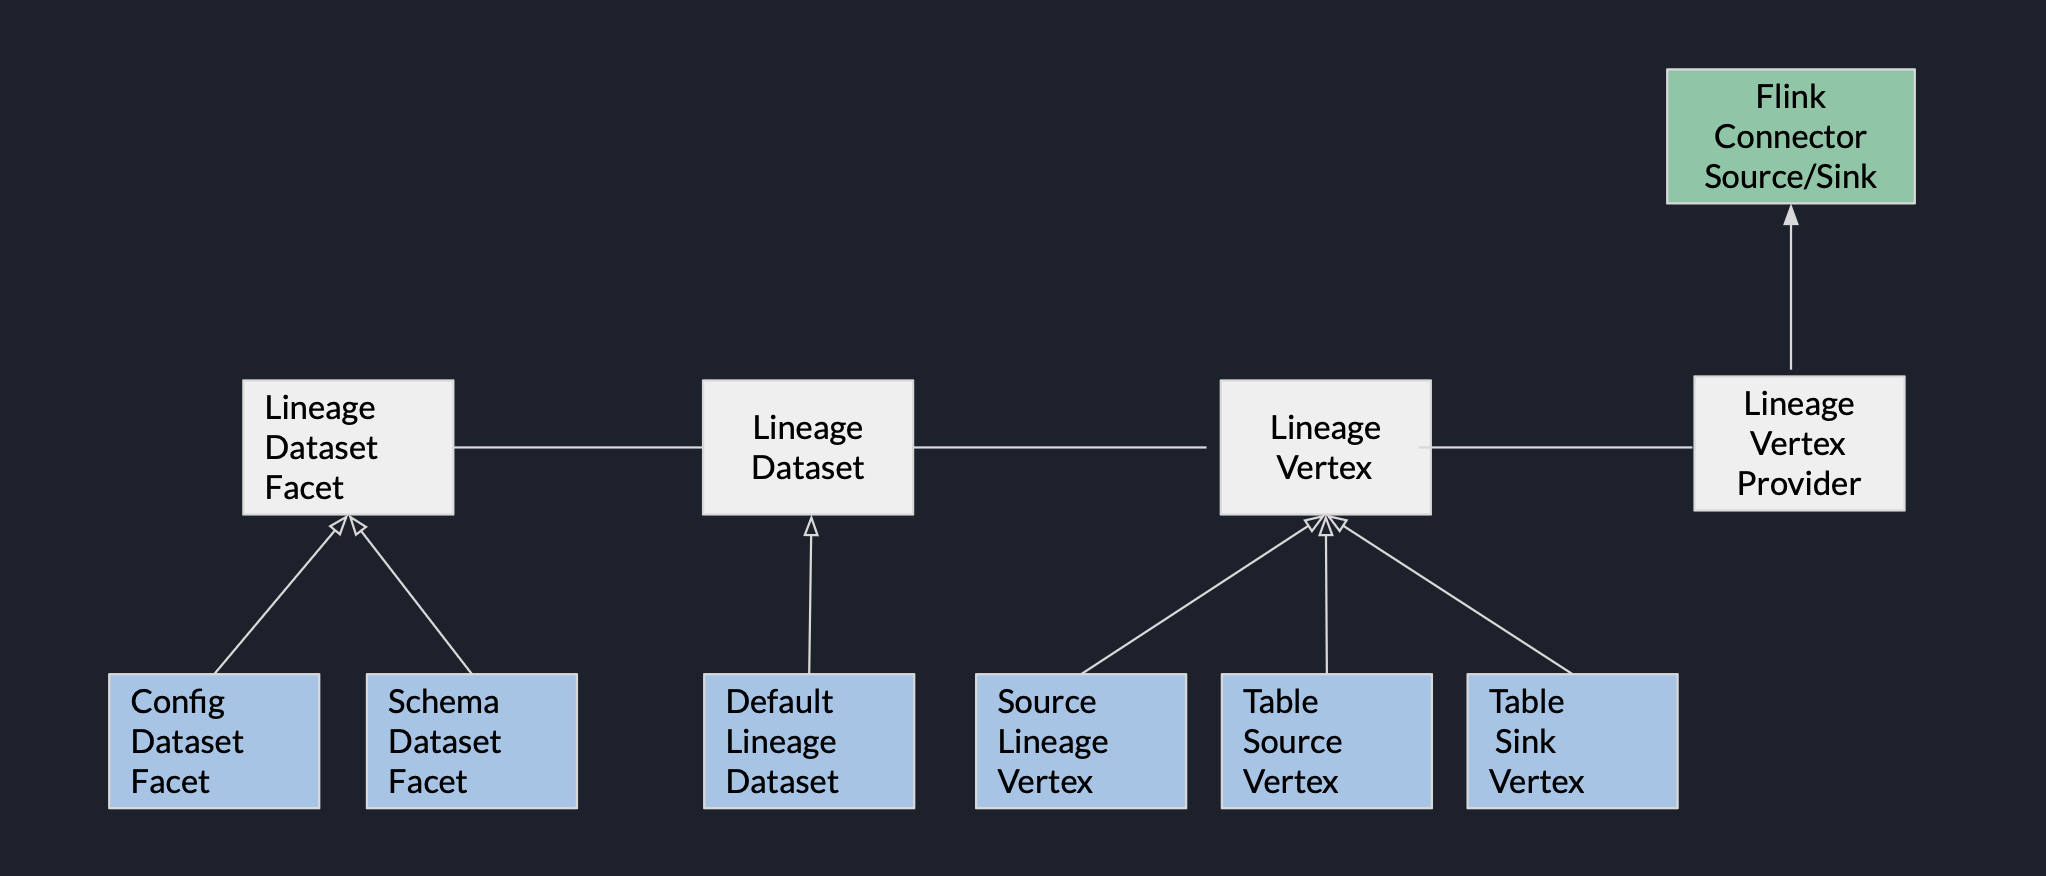 Flink
Connector
Source/Sink
Lineage
Dataset
Facet
Lineage
Dataset
Lineage
Vertex
Lineage
Vertex
Provider
Config
Dataset
Facet
Schema
Dataset
Facet
Default
Lineage
Dataset
Source
Lineage
Vertex
Table
Source
Vertex
Table
Sink
Vertex